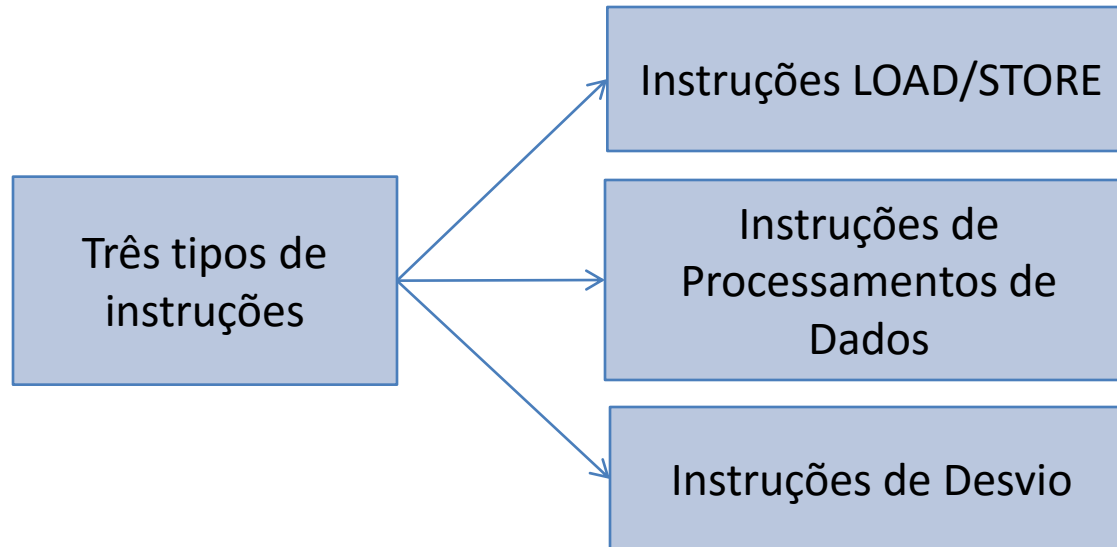 Instruções LOAD/STORE
Três tipos de
instruções
Instruções de
Processamentos de
Dados
Instruções de Desvio